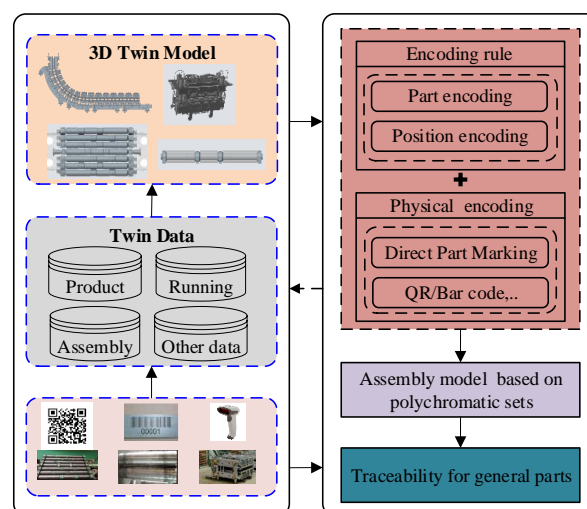 3D Twin Model
Twin Data
Product
Running
Assembly
Other data
00001
Encoding rule
Part encoding
Position encoding
+
Physical encoding
Direct Part Marking
QR/Bar code,..
Assembly model based on
polychromatic sets
Traceability for general parts